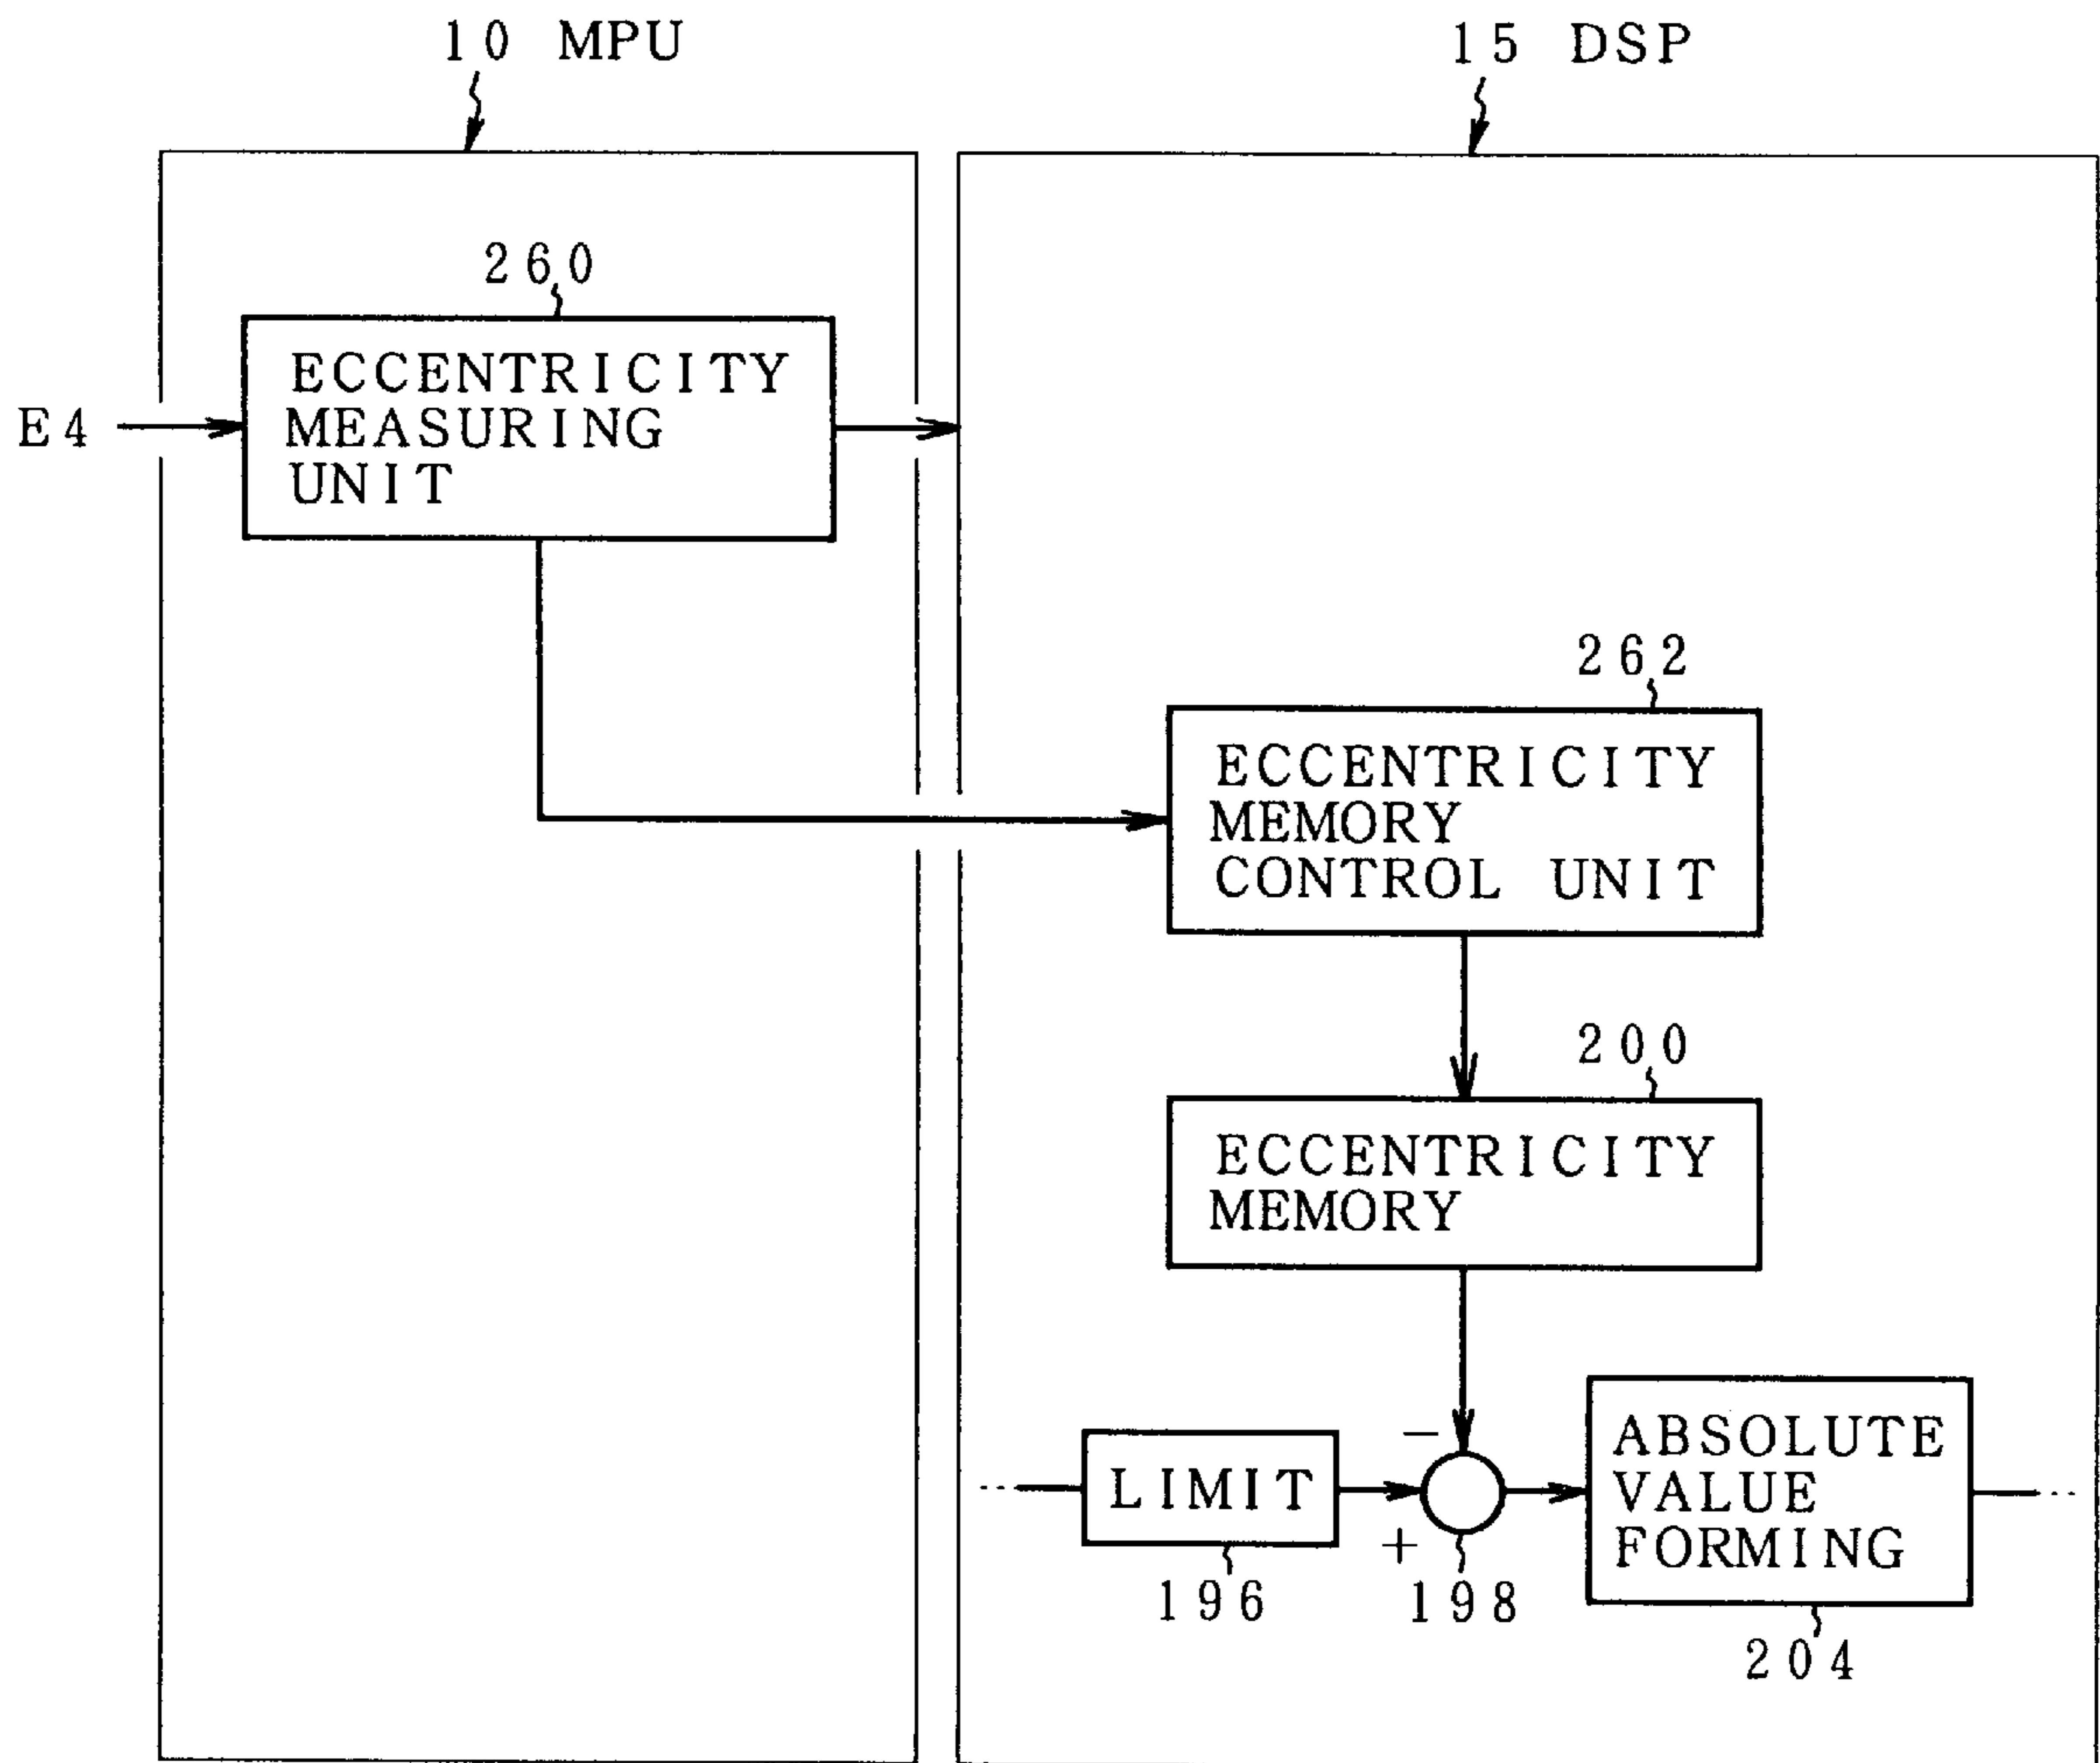 10 MPU
15 DSP
260
ECCENTRICITY
MEASURING
UNIT
E4
262
ECCENTRICITY
MEMORY
CONTROL UNIT
200
ECCENTRICITY
MEMORY
−
LIMIT
+
ABSOLUTE
VALUE
FORMING
196
198
204